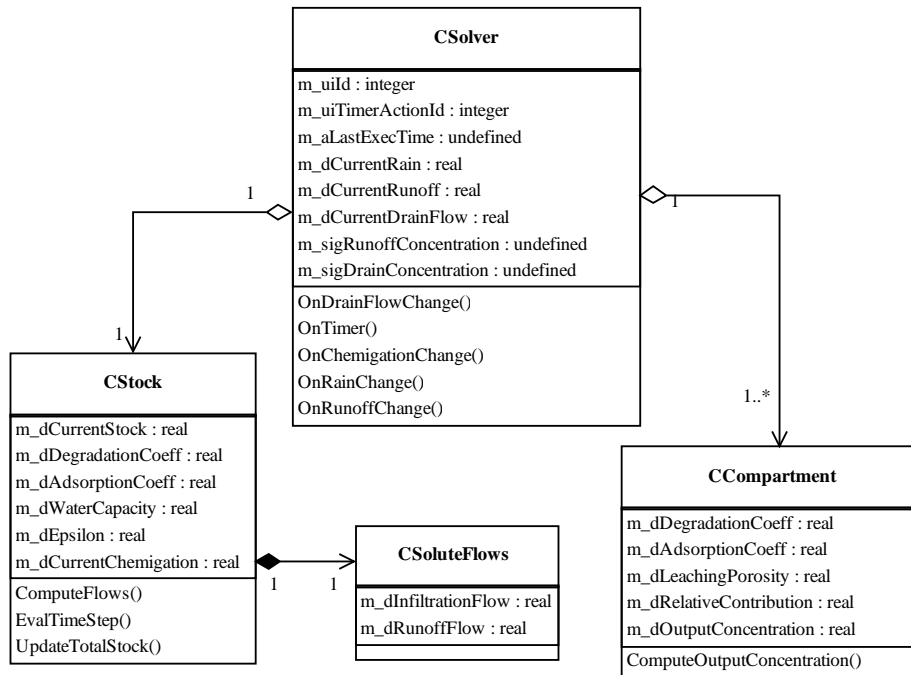 CSolver
m_uiId : integer
m_uiTimerActionId : integer
m_aLastExecTime : undefined
m_dCurrentRain : real
m_dCurrentRunoff : real
m_dCurrentDrainFlow : real
m_sigRunoffConcentration : undefined
m_sigDrainConcentration : undefined
OnDrainFlowChange()
OnTimer()
OnChemigationChange()
OnRainChange()
OnRunoffChange()
1
1
1
1..*
CStock
m_dCurrentStock : real
m_dDegradationCoeff : real
m_dAdsorptionCoeff : real
m_dWaterCapacity : real
m_dEpsilon : real
m_dCurrentChemigation : real
ComputeFlows()
EvalTimeStep()
UpdateTotalStock()
1
1
CSoluteFlows
m_dInfiltrationFlow : real
m_dRunoffFlow : real
CCompartment
m_dDegradationCoeff : real
m_dAdsorptionCoeff : real
m_dLeachingPorosity : real
m_dRelativeContribution : real
m_dOutputConcentration : real
ComputeOutputConcentration()